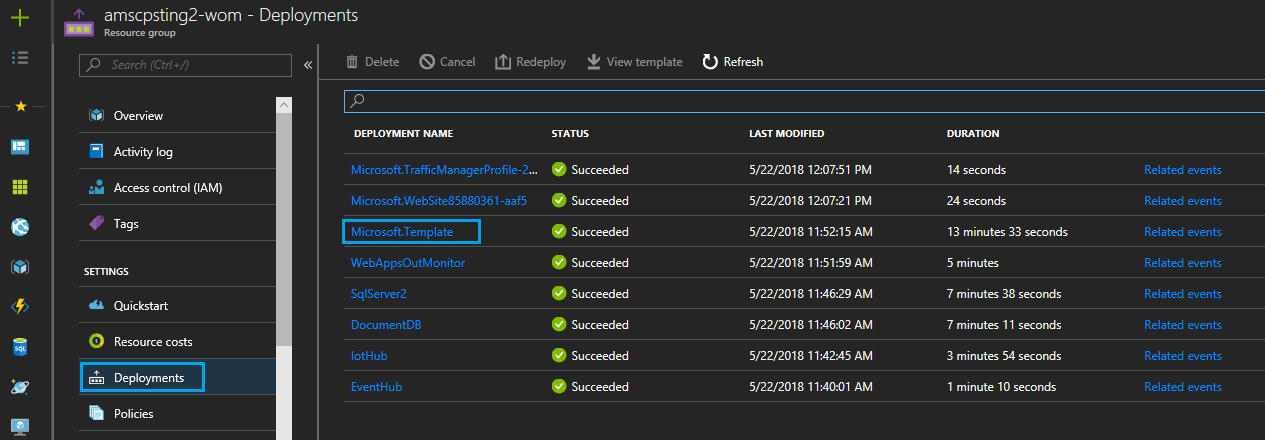 amscpsting2-wom - Deployments
Resource group
Search (Ctrl+/)
«
Overview
Activity log
Access control (IAM)
Tags
SETTINGS
Quickstart
Resource costs
Deployments
Policies
Delete Cancel Redeploy View template Refresh
DEPLOYMENT NAME STATUS LAST MODIFIED DURATION
Microsoft.TrafficManagerProfile-2... Succeeded 5/22/2018 12:07:51 PM 14 seconds Related events
Microsoft.WebSite85880361-aaf5 Succeeded 5/22/2018 12:07:21 PM 24 seconds Related events
Microsoft.Template Succeeded 5/22/2018 11:52:15 AM 13 minutes 33 seconds Related events
WebAppsOutMonitor Succeeded 5/22/2018 11:51:59 AM 5 minutes Related events
SqlServer2 Succeeded 5/22/2018 11:46:29 AM 7 minutes 38 seconds Related events
DocumentDB Succeeded 5/22/2018 11:46:02 AM 7 minutes 11 seconds Related events
IotHub Succeeded 5/22/2018 11:42:45 AM 3 minutes 54 seconds Related events
EventHub Succeeded 5/22/2018 11:40:01 AM 1 minute 10 seconds Related events
SQL